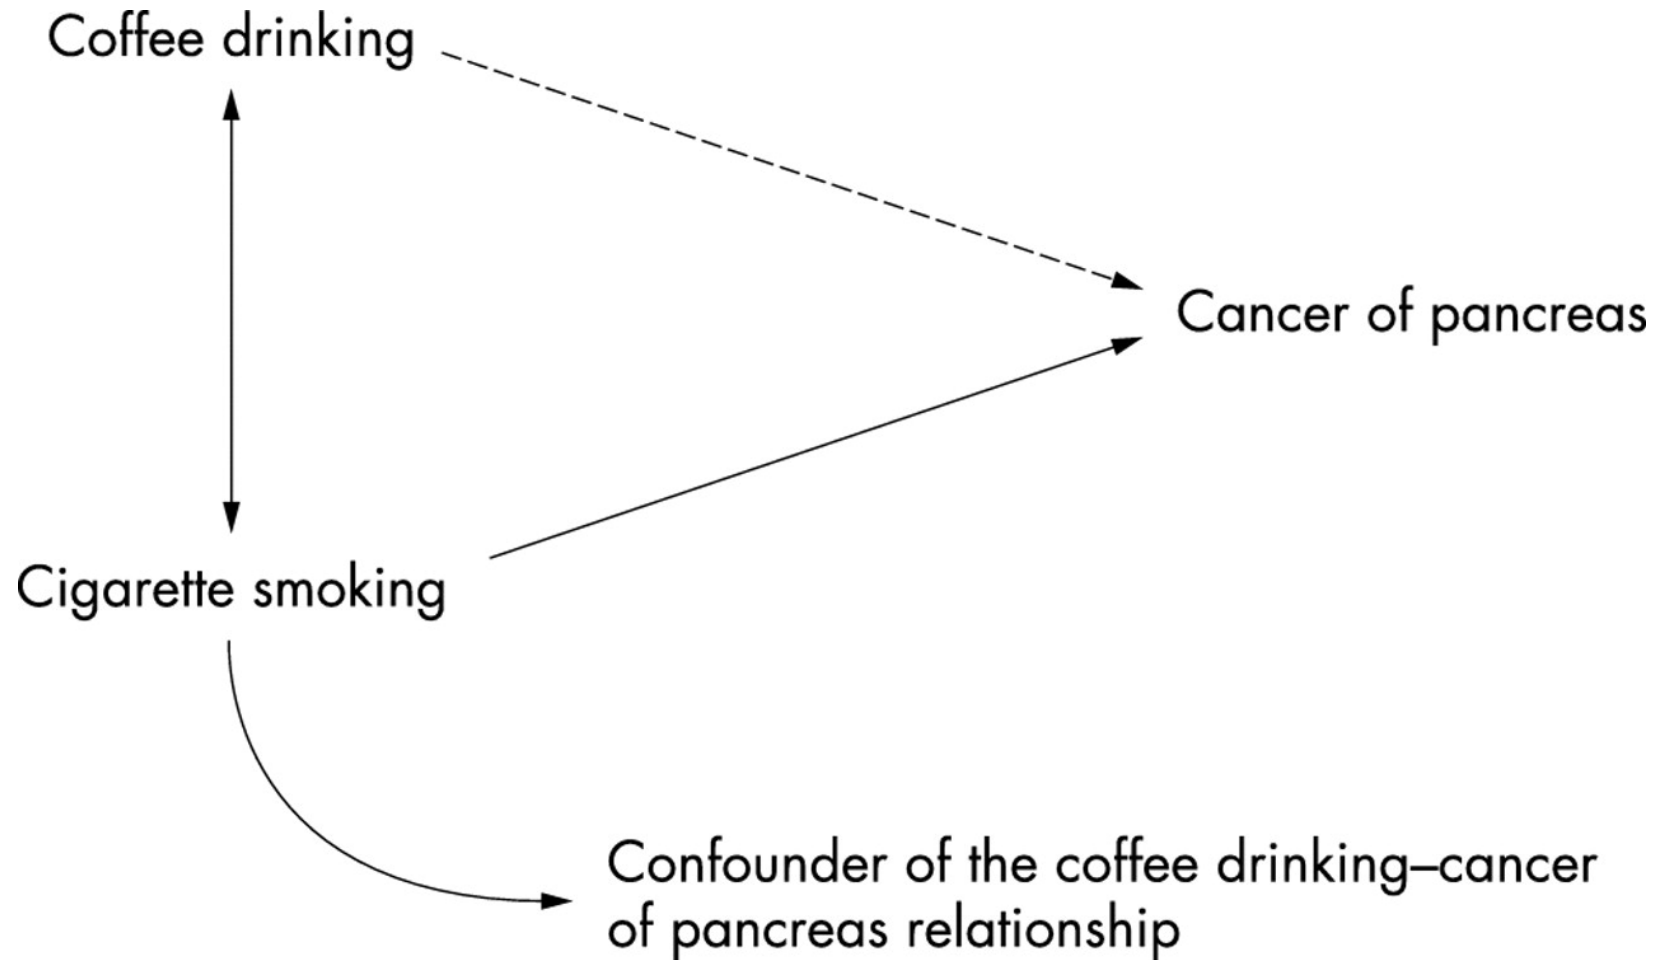 Coffee drinking
Cancer of pancreas
Cigarette smoking
Confounder of the coffee drinking–cancer
of pancreas relationship